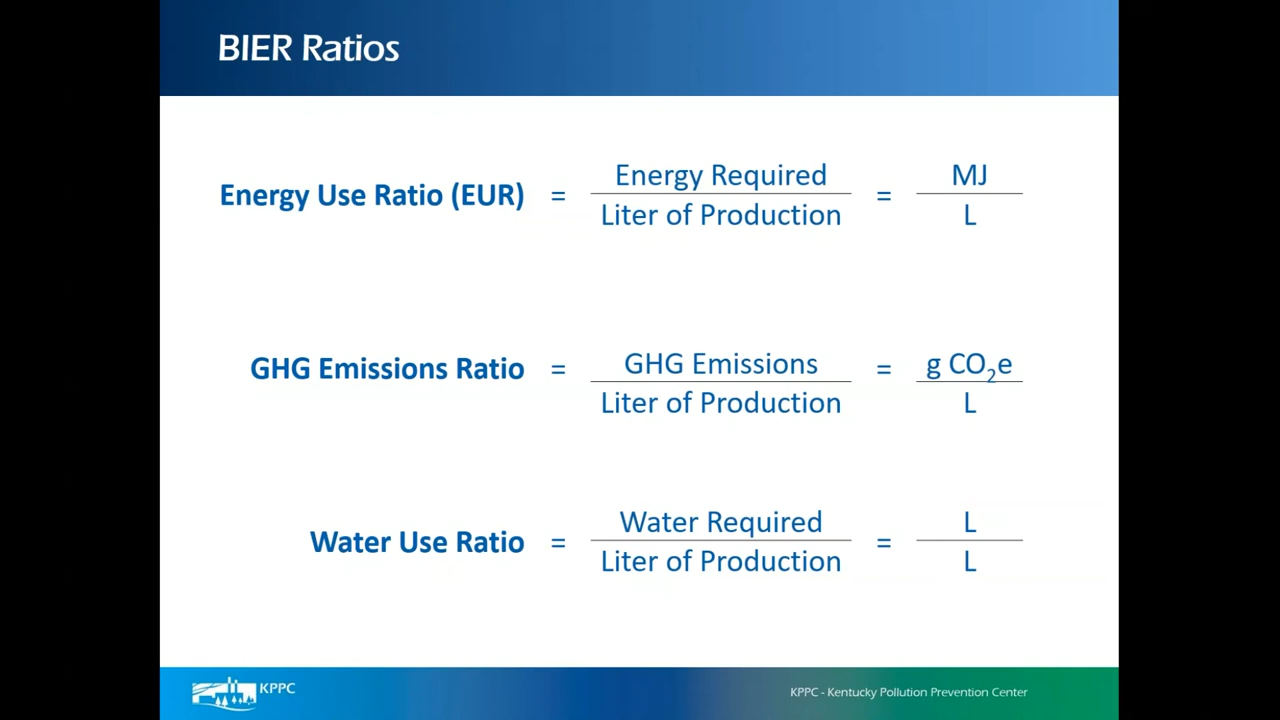 BIER Ratios
Energy Use Ratio (EUR) = Energy Required = MJ
Liter of Production L
GHG Emissions Ratio = GHG Emissions = g CO₂e
Liter of Production L
Water Use Ratio = Water Required = L
Liter of Production L
KPPC
KPPC - Kentucky Pollution Prevention Center